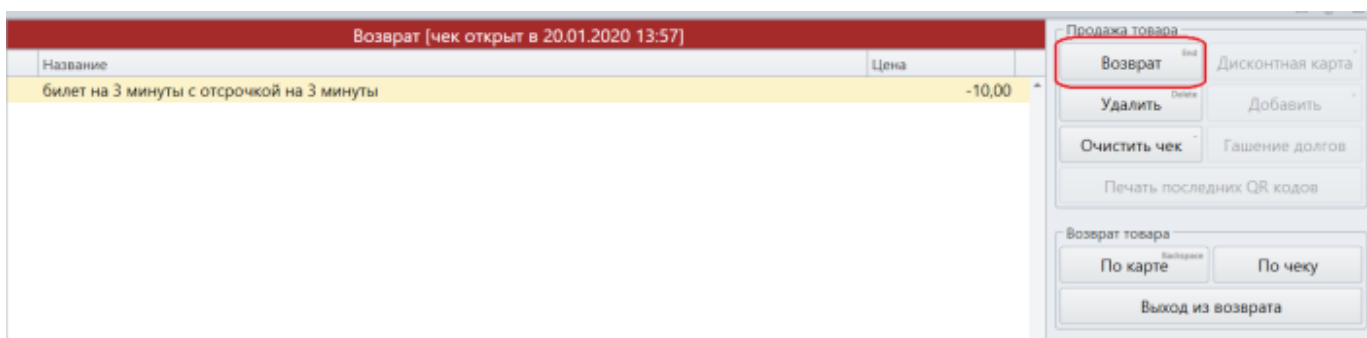 Возврат [чек открыт в 20.01.2020 13:57]
Название Цена
билет на 3 минуты с отсрочкой на 3 минуты -10,00
Продажа товара
Возврат End Дисконтная карта
Удалить Delete Добавить
Очистить чек Гашение долгов
Печать последних QR кодов
Возврат товара
По карте Backspace По чеку
Выход из возврата